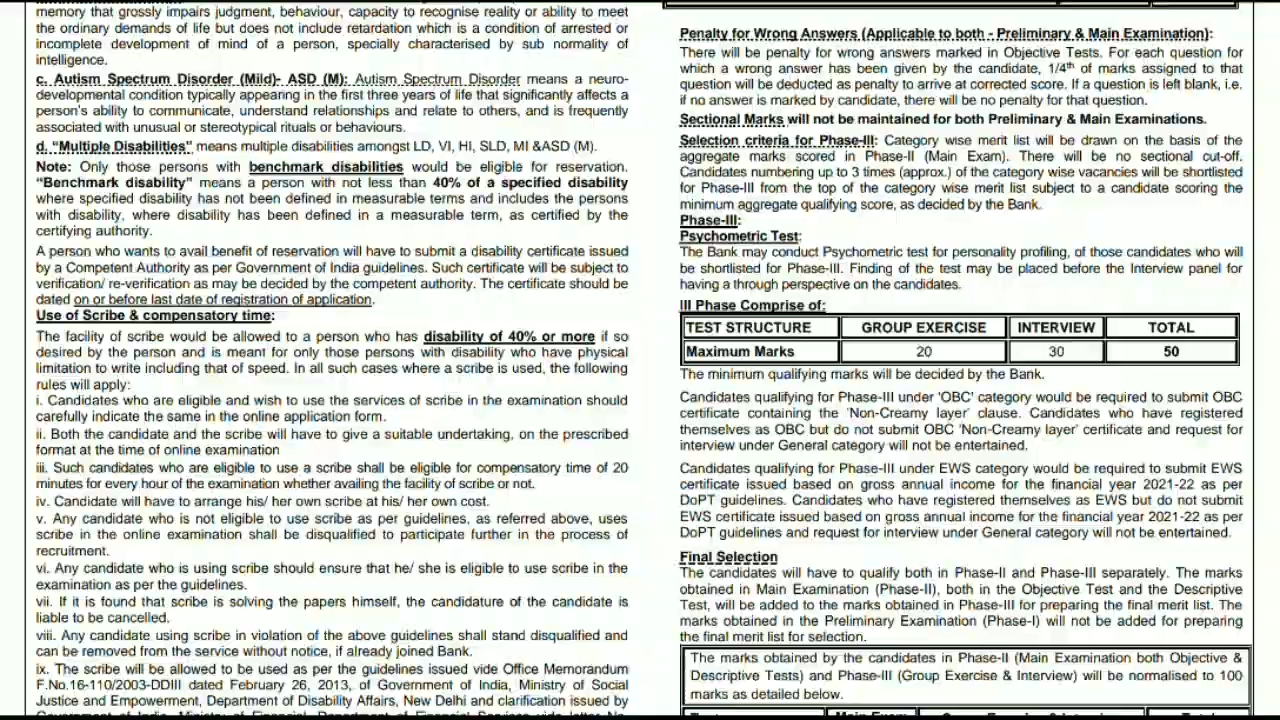 memory that grossly impairs judgment, behaviour, capacity to recognise reality or ability to meet
the ordinary demands of life but does not include retardation which is a condition of arrested or
incomplete development of mind of a person, specially characterised by sub normality of
intelligence.
c. Autism Spectrum Disorder (Mild)- ASD (M): Autism Spectrum Disorder means a neuro-
developmental condition typically appearing in the first three years of life that significantly affects a
person's ability to communicate, understand relationships and relate to others, and is frequently
associated with unusual or stereotypical rituals or behaviours.
d. "Multiple Disabilities" means multiple disabilities amongst LD, VI, HI, SLD, MI &ASD (M).
Note: Only those persons with benchmark disabilities would be eligible for reservation.
"Benchmark disability" means a person with not less than 40% of a specified disability
where specified disability has not been defined in measurable terms and includes the persons
with disability, where disability has been defined in a measurable term, as certified by the
certifying authority.
A person who wants to avail benefit of reservation will have to submit a disability certificate issued
by a Competent Authority as per Government of India guidelines. Such certificate will be subject to
verification/ re-verification as may be decided by the competent authority. The certificate should be
dated on or before last date of registration of application.
Use of Scribe & compensatory time:
The facility of scribe would be allowed to a person who has disability of 40% or more if so
desired by the person and is meant for only those persons with disability who have physical
limitation to write including that of speed. In all such cases where a scribe is used, the following
rules will apply:
i. Candidates who are eligible and wish to use the services of scribe in the examination should
carefully indicate the same in the online application form.
ii. Both the candidate and the scribe will have to give a suitable undertaking, on the prescribed
format at the time of online examination
iii. Such candidates who are eligible to use a scribe shall be eligible for compensatory time of 20
minutes for every hour of the examination whether availing the facility of scribe or not.
iv. Candidate will have to arrange his/ her own scribe at his/ her own cost.
v. Any candidate who is not eligible to use scribe as per guidelines, as referred above, uses
scribe in the online examination shall be disqualified to participate further in the process of
recruitment.
vi. Any candidate who is using scribe should ensure that he/ she is eligible to use scribe in the
examination as per the guidelines.
vii. If it is found that scribe is solving the papers himself, the candidature of the candidate is
liable to be cancelled.
viii. Any candidate using scribe in violation of the above guidelines shall stand disqualified and
can be removed from the service without notice, if already joined Bank.
ix. The scribe will be allowed to be used as per the guidelines issued vide Office Memorandum
F.No.16-110/2003-DDIII dated February 26, 2013, of Government of India, Ministry of Social
Justice and Empowerment, Department of Disability Affairs, New Delhi and clarification issued by
Penalty for Wrong Answers (Applicable to both - Preliminary & Main Examination):
There will be penalty for wrong answers marked in Objective Tests. For each question for
which a wrong answer has been given by the candidate, 1/4th of marks assigned to that
question will be deducted as penalty to arrive at corrected score. If a question is left blank, i.e.
if no answer is marked by candidate, there will be no penalty for that question.
Sectional Marks will not be maintained for both Preliminary & Main Examinations.
Selection criteria for Phase-III: Category wise merit list will be drawn on the basis of the
aggregate marks scored in Phase-II (Main Exam). There will be no sectional cut-off.
Candidates numbering up to 3 times (approx.) of the category wise vacancies will be shortlisted
for Phase-III from the top of the category wise merit list subject to a candidate scoring the
minimum aggregate qualifying score, as decided by the Bank.
Phase-III:
Psychometric Test:
The Bank may conduct Psychometric test for personality profiling, of those candidates who will
be shortlisted for Phase-III. Finding of the test may be placed before the Interview panel for
having a through perspective on the candidates.
III Phase Comprise of:
TEST STRUCTURE GROUP EXERCISE INTERVIEW TOTAL
Maximum Marks 20 30 50
The minimum qualifying marks will be decided by the Bank.
Candidates qualifying for Phase-III under 'OBC' category would be required to submit OBC
certificate containing the 'Non-Creamy layer' clause. Candidates who have registered
themselves as OBC but do not submit OBC 'Non-Creamy layer' certificate and request for
interview under General category will not be entertained.
Candidates qualifying for Phase-III under EWS category would be required to submit EWS
certificate issued based on gross annual income for the financial year 2021-22 as per
DoPT guidelines. Candidates who have registered themselves as EWS but do not submit
EWS certificate issued based on gross annual income for the financial year 2021-22 as per
DoPT guidelines and request for interview under General category will not be entertained.
Final Selection
The candidates will have to qualify both in Phase-II and Phase-III separately. The marks
obtained in Main Examination (Phase-II), both in the Objective Test and the Descriptive
Test, will be added to the marks obtained in Phase-III for preparing the final merit list. The
marks obtained in the Preliminary Examination (Phase-I) will not be added for preparing
the final merit list for selection.
The marks obtained by the candidates in Phase-II (Main Examination both Objective &
Descriptive Tests) and Phase-III (Group Exercise & Interview) will be normalised to 100
marks as detailed below.